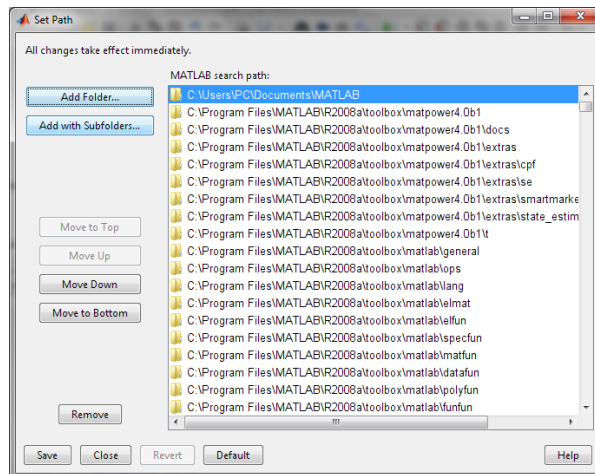 Set Path
All changes take effect immediately.
MATLAB search path:
Add Folder...
Add with Subfolders...
Move to Top
Move Up
Move Down
Move to Bottom
Remove
C:\Users\PC\Documents\MATLAB
C:\Program Files\MATLAB\R2008a\toolbox\matpower4.0b1
C:\Program Files\MATLAB\R2008a\toolbox\matpower4.0b1\docs
C:\Program Files\MATLAB\R2008a\toolbox\matpower4.0b1\extras
C:\Program Files\MATLAB\R2008a\toolbox\matpower4.0b1\extras\cpf
C:\Program Files\MATLAB\R2008a\toolbox\matpower4.0b1\extras\se
C:\Program Files\MATLAB\R2008a\toolbox\matpower4.0b1\extras\smartmarke
C:\Program Files\MATLAB\R2008a\toolbox\matpower4.0b1\extras\state_estim
C:\Program Files\MATLAB\R2008a\toolbox\matpower4.0b1\t
C:\Program Files\MATLAB\R2008a\toolbox\matlab\general
C:\Program Files\MATLAB\R2008a\toolbox\matlab\ops
C:\Program Files\MATLAB\R2008a\toolbox\matlab\lang
C:\Program Files\MATLAB\R2008a\toolbox\matlab\elmat
C:\Program Files\MATLAB\R2008a\toolbox\matlab\elfun
C:\Program Files\MATLAB\R2008a\toolbox\matlab\specfun
C:\Program Files\MATLAB\R2008a\toolbox\matlab\matfun
C:\Program Files\MATLAB\R2008a\toolbox\matlab\datafun
C:\Program Files\MATLAB\R2008a\toolbox\matlab\polyfun
C:\Program Files\MATLAB\R2008a\toolbox\matlab\funfun
Save
Close
Revert
Default
Help